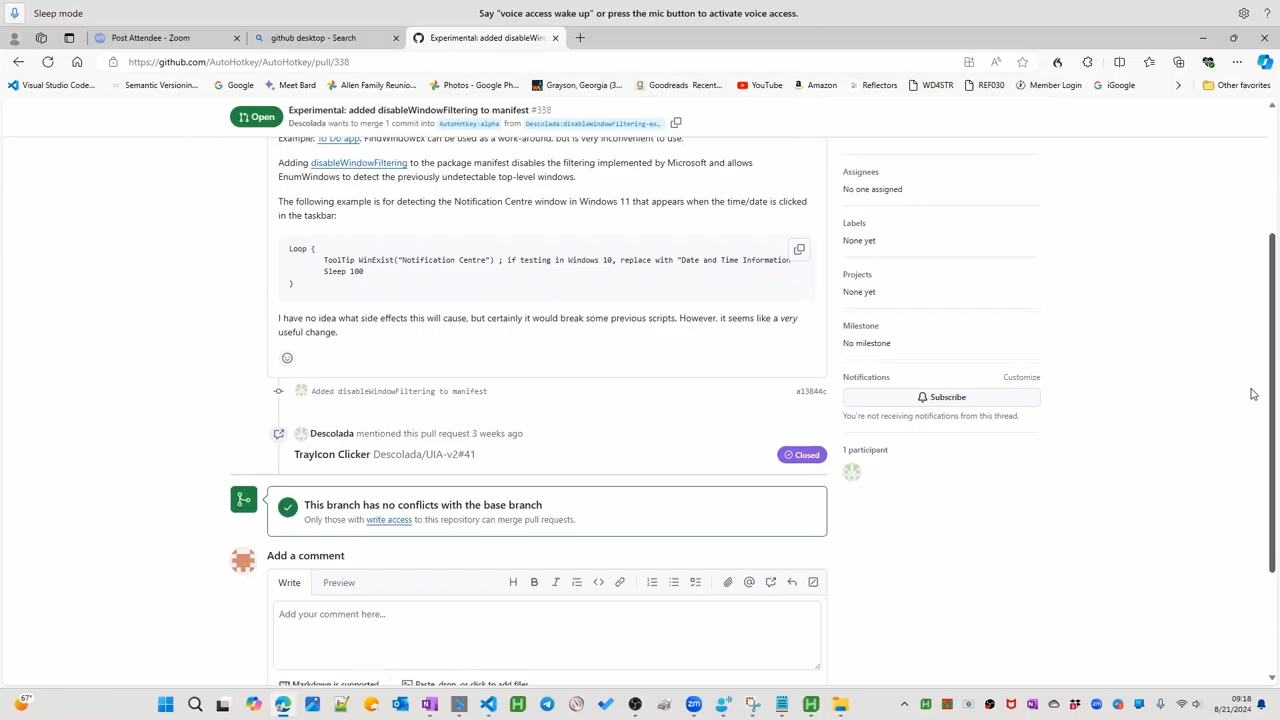 Sleep mode
Say "voice access wake up" or press the mic button to activate voice access.
Post Attendee - Zoom
github desktop - Search
Experimental: added disableWind
https://github.com/AutoHotkey/AutoHotkey/pull/338
Visual Studio Code...
Semantic Versionin...
Google
Meet Bard
Allen Family Reunio...
Photos - Google Ph...
Grayson, Georgia (3...
Goodreads | Recent...
YouTube
Amazon
Reflectors
WD4STR
REF030
Member Login
iGoogle
Other favorites
Open
Experimental: added disableWindowFiltering to manifest #338
Descolada wants to merge 1 commit into AutoHotkey:alpha from Descolada:disableWindowFiltering-ex…
Example: To Do app. FindWindowEx can be used as a work-around, but is very inconvenient to use.
Adding disableWindowFiltering to the package manifest disables the filtering implemented by Microsoft and allows
EnumWindows to detect the previously undetectable top-level windows.
The following example is for detecting the Notification Centre window in Windows 11 that appears when the time/date is clicked
in the taskbar:
Loop {
ToolTip WinExist("Notification Centre") ; if testing in Windows 10, replace with "Date and Time Information
Sleep 100
}
I have no idea what side effects this will cause, but certainly it would break some previous scripts. However, it seems like a very
useful change.
Added disableWindowFiltering to manifest
a13844c
Descolada mentioned this pull request 3 weeks ago
TrayIcon Clicker Descolada/UIA-v2#41
Closed
This branch has no conflicts with the base branch
Only those with write access to this repository can merge pull requests.
Add a comment
Write
Preview
Add your comment here...
Markdown is supported
Paste, drop, or click to add files
Assignees
No one assigned
Labels
None yet
Projects
None yet
Milestone
No milestone
Notifications
Customize
Subscribe
You're not receiving notifications from this thread.
1 participant
67°
09:18
8/21/2024